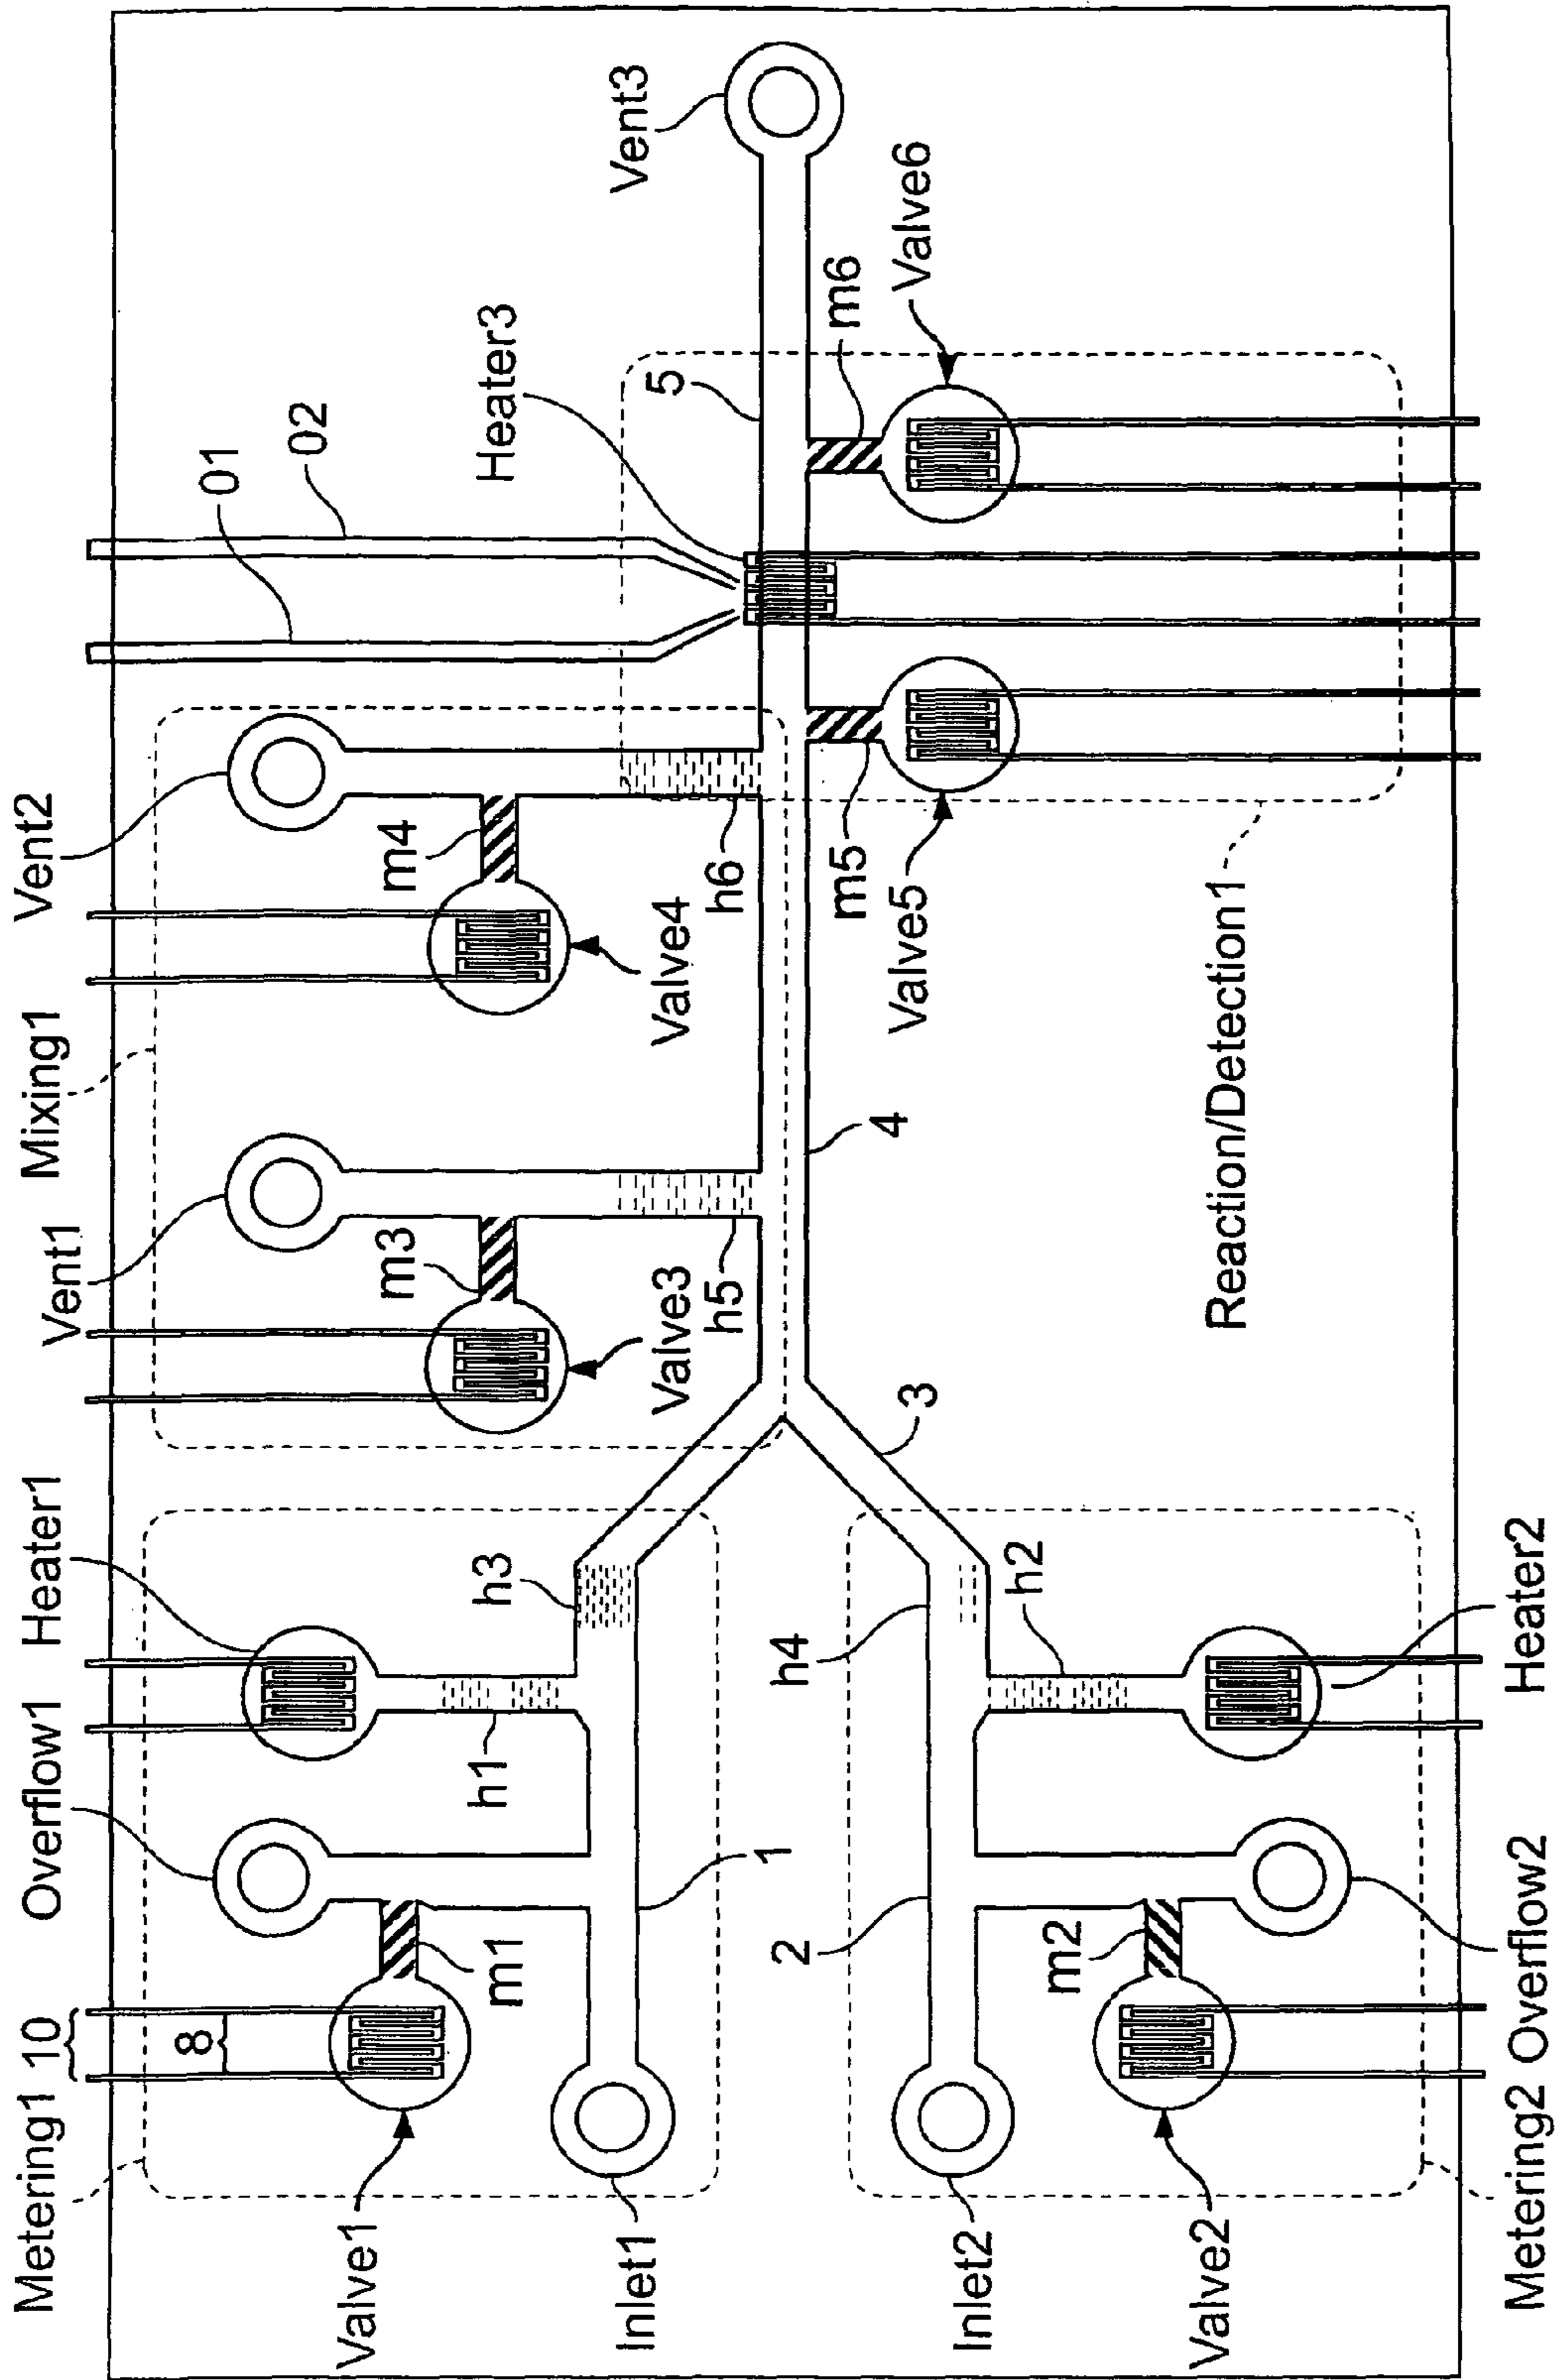 Metering1
10
Overflow1
Heater1
Vent1
Mixing1
Vent2
8
01
02
Vent3
Valve1
m1
h1
h3
m3
Valve3
h5
m4
Valve4
h6
Heater3
5
m6
Valve6
Inlet1
1
3
4
m5
Valve5
Inlet2
2
h4
h2
Reaction/Detection1
Valve2
m2
Metering2
Overflow2
Heater2